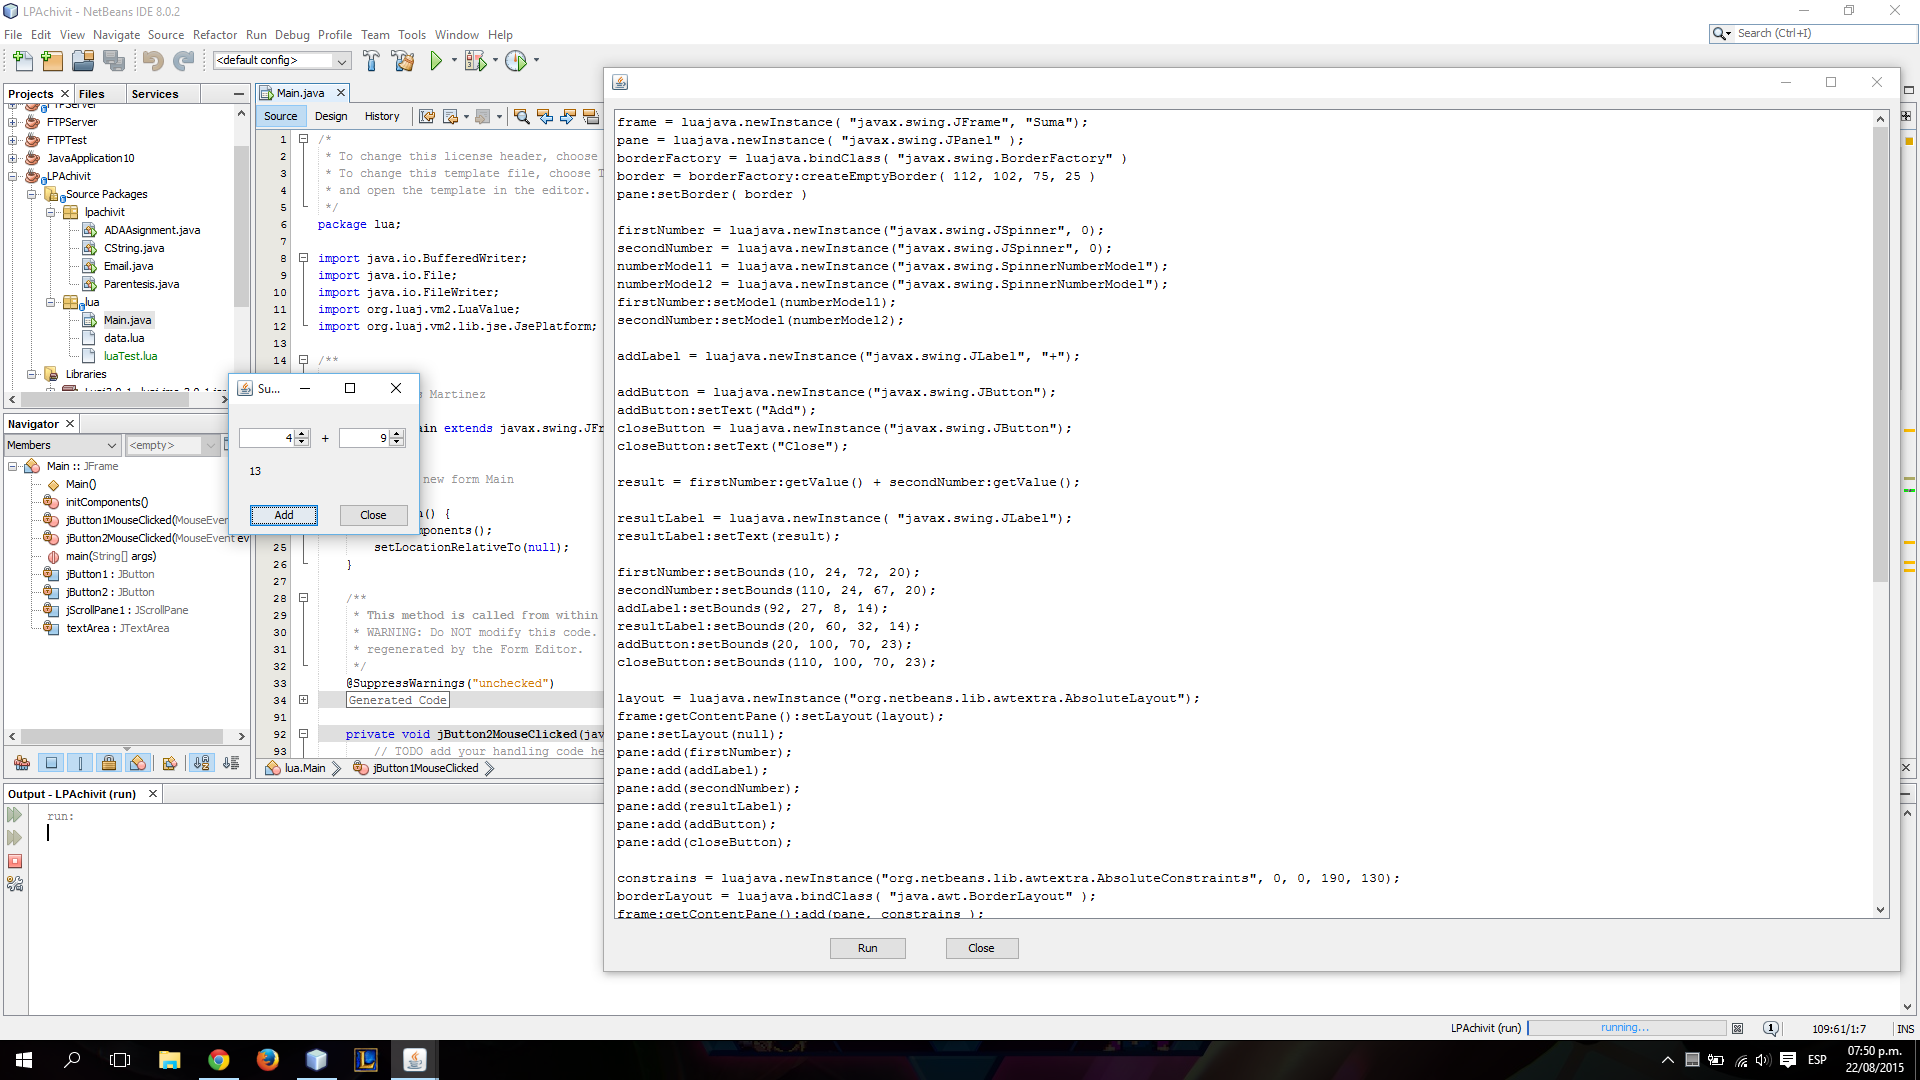 LPAchivit - NetBeans IDE 8.0.2
File Edit View Navigate Source Refactor Run Debug Profile Team Tools Window Help
Search (Ctrl+I)
<default config>
Projects Files Services
FTPServer
FTPServer
FTPTest
JavaApplication10
LPAchivit
Source Packages
lpachivit
ADAAsignment.java
CString.java
Email.java
Parentesis.java
lua
Main.java
data.lua
luaTest.lua
Libraries
Navigator
Members <empty>
Main :: JFrame
Main()
initComponents()
jButton1MouseClicked(MouseEven
jButton2MouseClicked(MouseEvent ev
main(String[] args)
jButton1 : JButton
jButton2 : JButton
jScrollPane1 : JScrollPane
textArea : JTextArea
Main.java
Source Design History
1 /*
2 * To change this license header, choose
3 * To change this template file, choose T
4 * and open the template in the editor.
5 */
6 package lua;
7
8 import java.io.BufferedWriter;
9 import java.io.File;
10 import java.io.FileWriter;
11 import org.luaj.vm2.LuaValue;
12 import org.luaj.vm2.lib.jse.JsePlatform;
13
14 /**
Martinez
extends javax.swing.JFr
new form Main
() {
ponents();
25 setLocationRelativeTo(null);
26 }
27
28 /**
29 * This method is called from within
30 * WARNING: Do NOT modify this code.
31 * regenerated by the Form Editor.
32 */
33 @SuppressWarnings("unchecked")
34 Generated Code
91
92 private void jButton2MouseClicked(jav
93 // TODO add your handling code he
lua.Main jButton1MouseClicked
Su...
4 + 9
13
Add Close
frame = luajava.newInstance( "javax.swing.JFrame", "Suma");
pane = luajava.newInstance( "javax.swing.JPanel" );
borderFactory = luajava.bindClass( "javax.swing.BorderFactory" )
border = borderFactory:createEmptyBorder( 112, 102, 75, 25 )
pane:setBorder( border )
firstNumber = luajava.newInstance("javax.swing.JSpinner", 0);
secondNumber = luajava.newInstance("javax.swing.JSpinner", 0);
numberModel1 = luajava.newInstance("javax.swing.SpinnerNumberModel");
numberModel2 = luajava.newInstance("javax.swing.SpinnerNumberModel");
firstNumber:setModel(numberModel1);
secondNumber:setModel(numberModel2);
addLabel = luajava.newInstance("javax.swing.JLabel", "+");
addButton = luajava.newInstance("javax.swing.JButton");
addButton:setText("Add");
closeButton = luajava.newInstance("javax.swing.JButton");
closeButton:setText("Close");
result = firstNumber:getValue() + secondNumber:getValue();
resultLabel = luajava.newInstance( "javax.swing.JLabel");
resultLabel:setText(result);
firstNumber:setBounds(10, 24, 72, 20);
secondNumber:setBounds(110, 24, 67, 20);
addLabel:setBounds(92, 27, 8, 14);
resultLabel:setBounds(20, 60, 32, 14);
addButton:setBounds(20, 100, 70, 23);
closeButton:setBounds(110, 100, 70, 23);
layout = luajava.newInstance("org.netbeans.lib.awtextra.AbsoluteLayout");
frame:getContentPane():setLayout(layout);
pane:setLayout(null);
pane:add(firstNumber);
pane:add(addLabel);
pane:add(secondNumber);
pane:add(resultLabel);
pane:add(addButton);
pane:add(closeButton);
constrains = luajava.newInstance("org.netbeans.lib.awtextra.AbsoluteConstraints", 0, 0, 190, 130);
borderLayout = luajava.bindClass( "java.awt.BorderLayout" );
frame:getContentPane():add(pane, constrains );
Run Close
Output - LPAchivit (run)
run:
LPAchivit (run) running... 1 109:61/1:7 INS
ESP
07:50 p.m.
22/08/2015